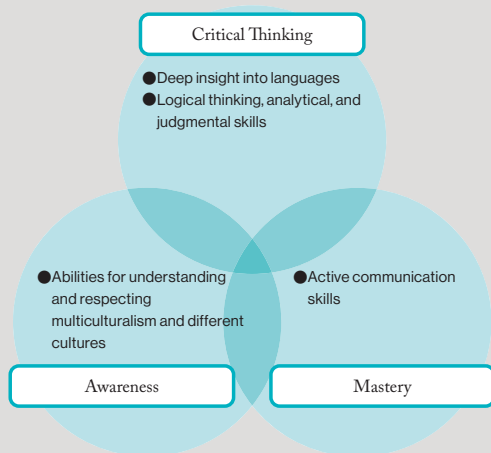 Critical Thinking
●Deep insight into languages
●Logical thinking, analytical, and
judgmental skills
●Abilities for understanding
and respecting
multiculturalism and different
cultures
●Active communication
skills
Awareness
Mastery